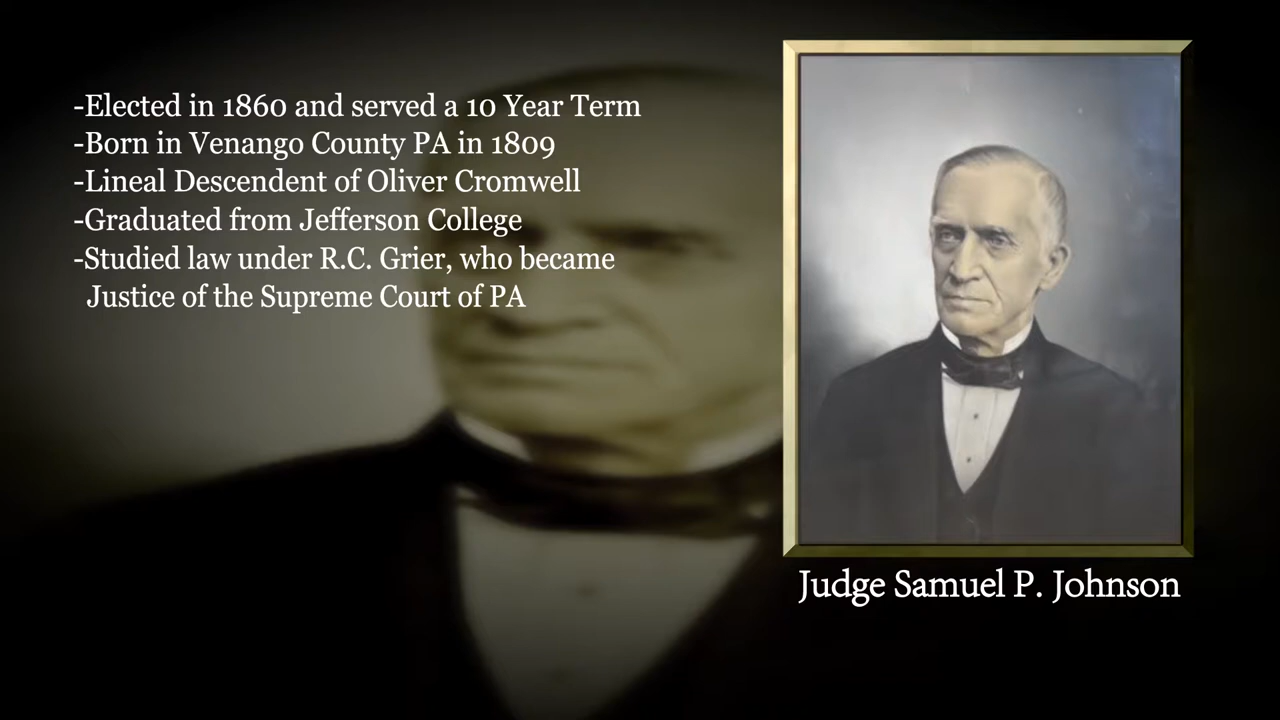 -Elected in 1860 and served a 10 Year Term
-Born in Venango County PA in 1809
-Lineal Descendent of Oliver Cromwell
-Graduated from Jefferson College
-Studied law under R.C. Grier, who became
Justice of the Supreme Court of PA
Judge Samuel P. Johnson